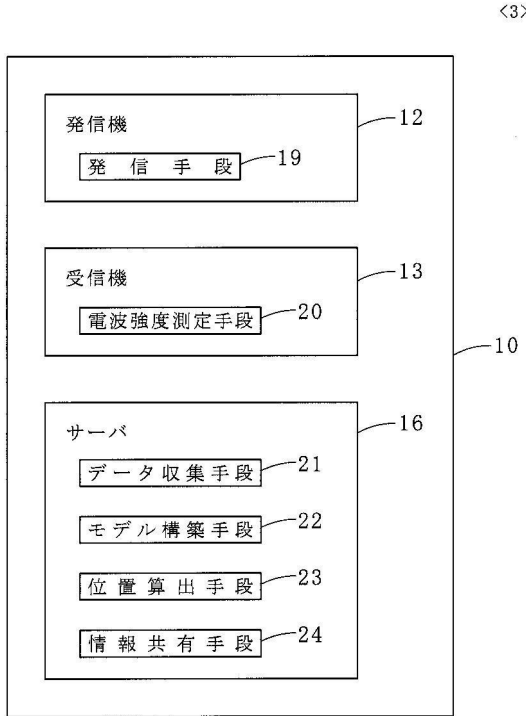 <3>
発信機
12
発信手段
19
受信機
13
電波強度測定手段
20
10
サーバ
16
データ収集手段
21
モデル構築手段
22
位置算出手段
23
情報共有手段
24